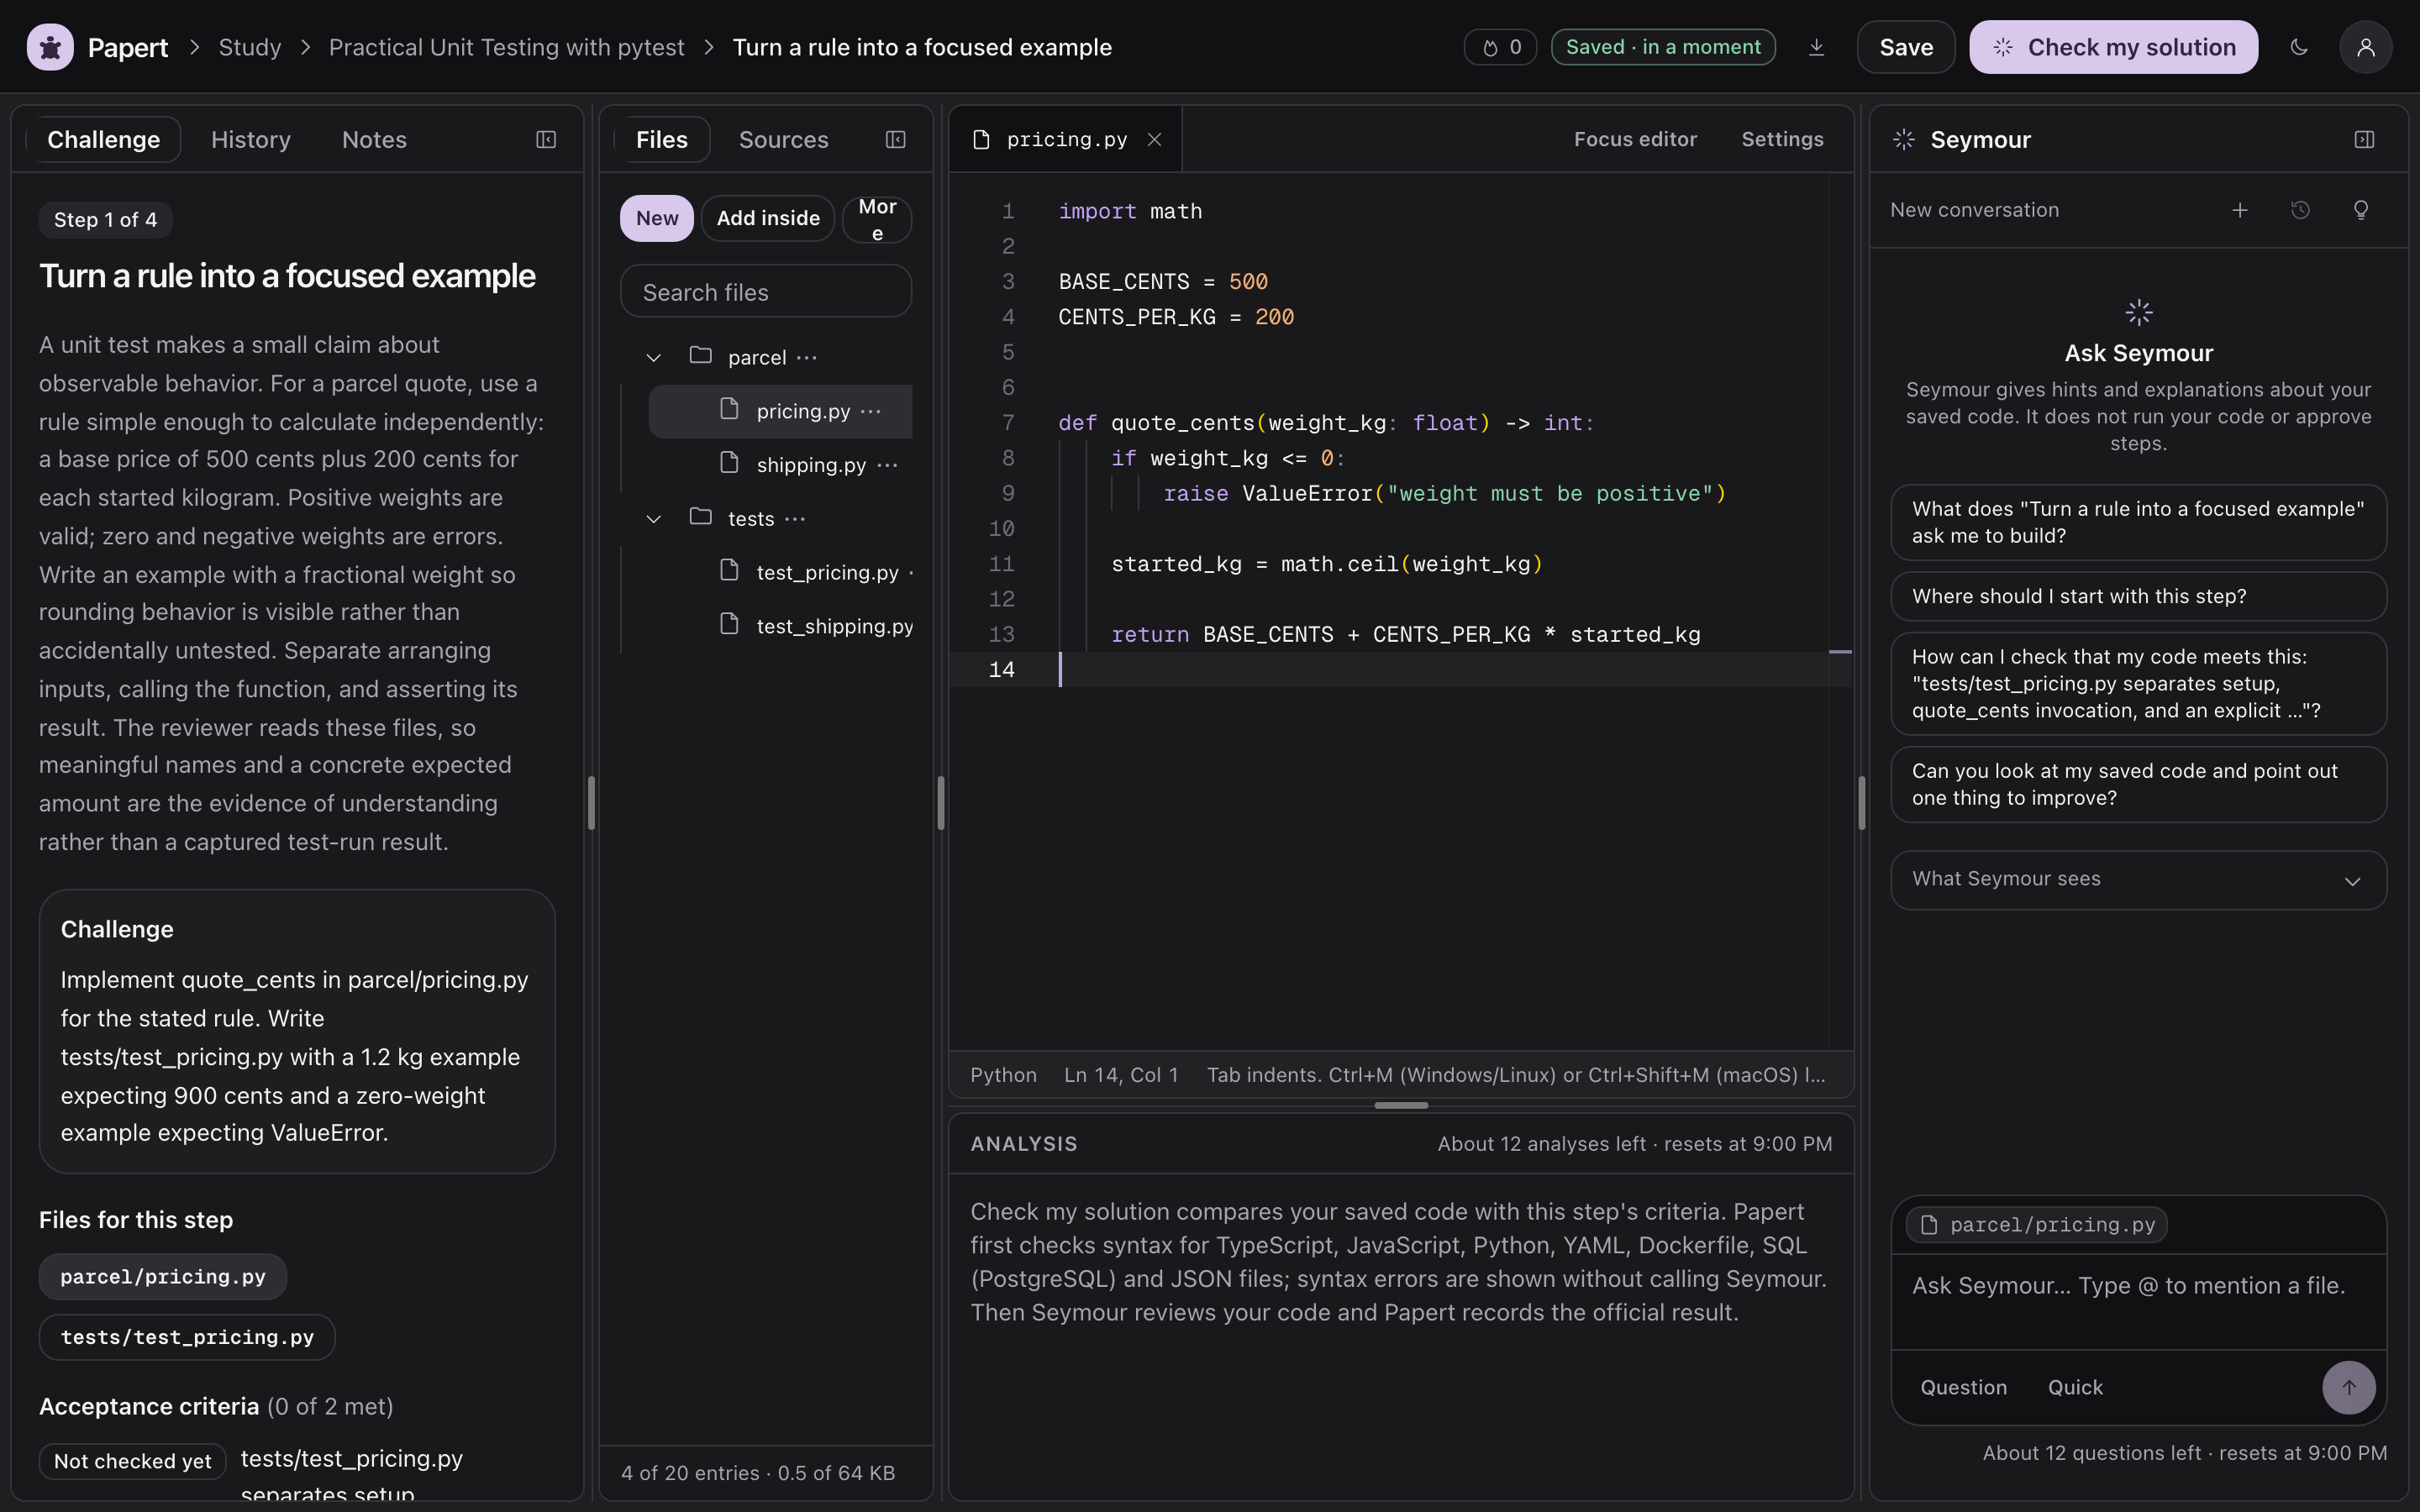 Papert > Study > Practical Unit Testing with pytest > Turn a rule into a focused example
0
Saved · in a moment
Save
Check my solution
Challenge
History
Notes
Step 1 of 4
Turn a rule into a focused example
A unit test makes a small claim about
observable behavior. For a parcel quote, use a
rule simple enough to calculate independently:
a base price of 500 cents plus 200 cents for
each started kilogram. Positive weights are
valid; zero and negative weights are errors.
Write an example with a fractional weight so
rounding behavior is visible rather than
accidentally untested. Separate arranging
inputs, calling the function, and asserting its
result. The reviewer reads these files, so
meaningful names and a concrete expected
amount are the evidence of understanding
rather than a captured test-run result.
Challenge
Implement quote_cents in parcel/pricing.py
for the stated rule. Write
tests/test_pricing.py with a 1.2 kg example
expecting 900 cents and a zero-weight
example expecting ValueError.
Files for this step
parcel/pricing.py
tests/test_pricing.py
Acceptance criteria (0 of 2 met)
Not checked yet
tests/test_pricing.py
separates setup,
Files
Sources
New
Add inside
Mor
e
Search files
parcel ···
pricing.py ···
shipping.py ···
tests ···
test_pricing.py ·
test_shipping.py
4 of 20 entries · 0.5 of 64 KB
pricing.py
Focus editor
Settings
1 import math
2
3 BASE_CENTS = 500
4 CENTS_PER_KG = 200
5
6
7 def quote_cents(weight_kg: float) -> int:
8 if weight_kg <= 0:
9 raise ValueError("weight must be positive")
10
11 started_kg = math.ceil(weight_kg)
12
13 return BASE_CENTS + CENTS_PER_KG * started_kg
14
Python
Ln 14, Col 1
Tab indents. Ctrl+M (Windows/Linux) or Ctrl+Shift+M (macOS) l...
ANALYSIS
About 12 analyses left · resets at 9:00 PM
Check my solution compares your saved code with this step's criteria. Papert
first checks syntax for TypeScript, JavaScript, Python, YAML, Dockerfile, SQL
(PostgreSQL) and JSON files; syntax errors are shown without calling Seymour.
Then Seymour reviews your code and Papert records the official result.
Seymour
New conversation
Ask Seymour
Seymour gives hints and explanations about your
saved code. It does not run your code or approve
steps.
What does "Turn a rule into a focused example"
ask me to build?
Where should I start with this step?
How can I check that my code meets this:
"tests/test_pricing.py separates setup,
quote_cents invocation, and an explicit ..."?
Can you look at my saved code and point out
one thing to improve?
What Seymour sees
parcel/pricing.py
Ask Seymour... Type @ to mention a file.
Question
Quick
About 12 questions left · resets at 9:00 PM